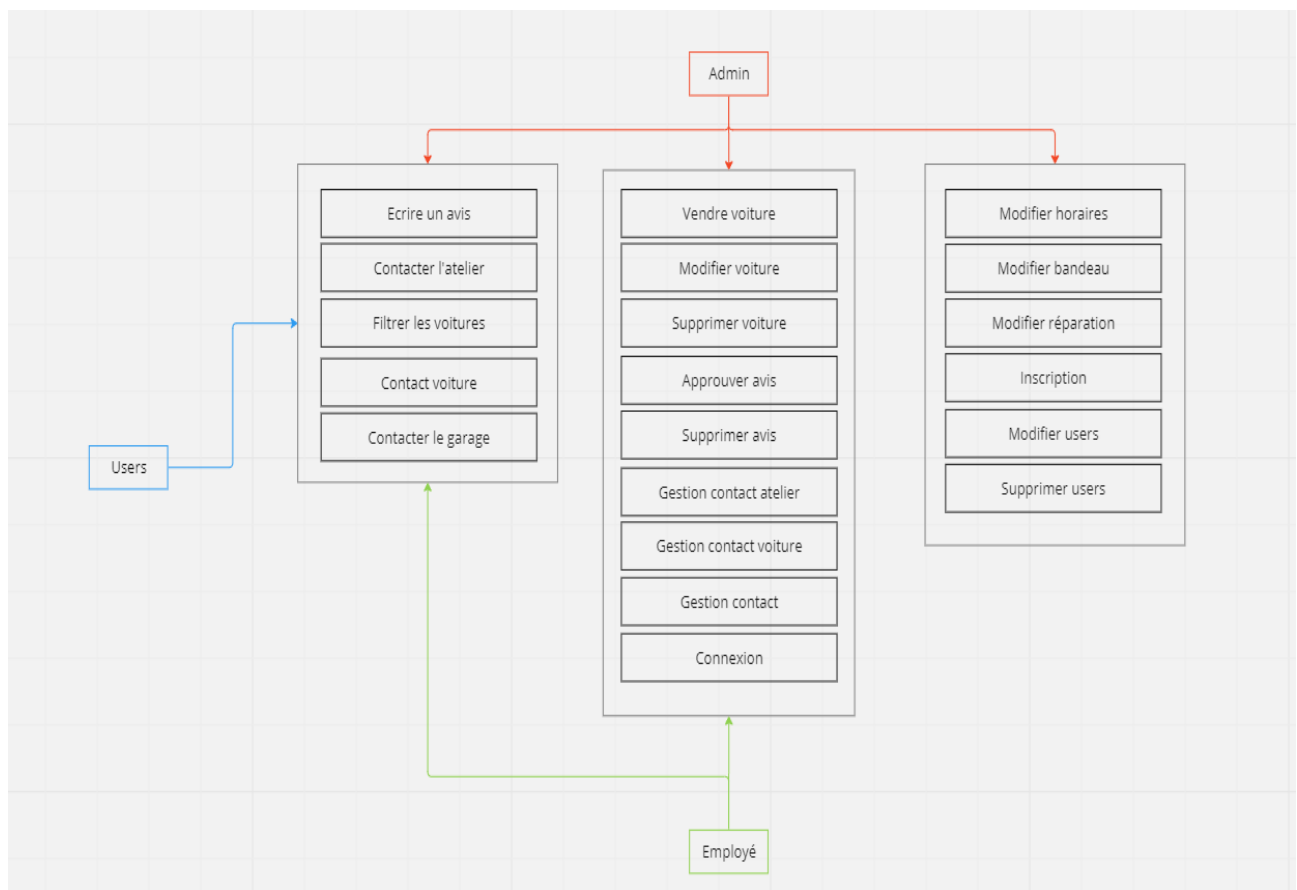 Admin
Ecrire un avis
Contacter l'atelier
Filtrer les voitures
Contact voiture
Contacter le garage
Vendre voiture
Modifier voiture
Supprimer voiture
Approuver avis
Supprimer avis
Gestion contact atelier
Gestion contact voiture
Gestion contact
Connexion
Modifier horaires
Modifier bandeau
Modifier réparation
Inscription
Modifier users
Supprimer users
Users
Employé